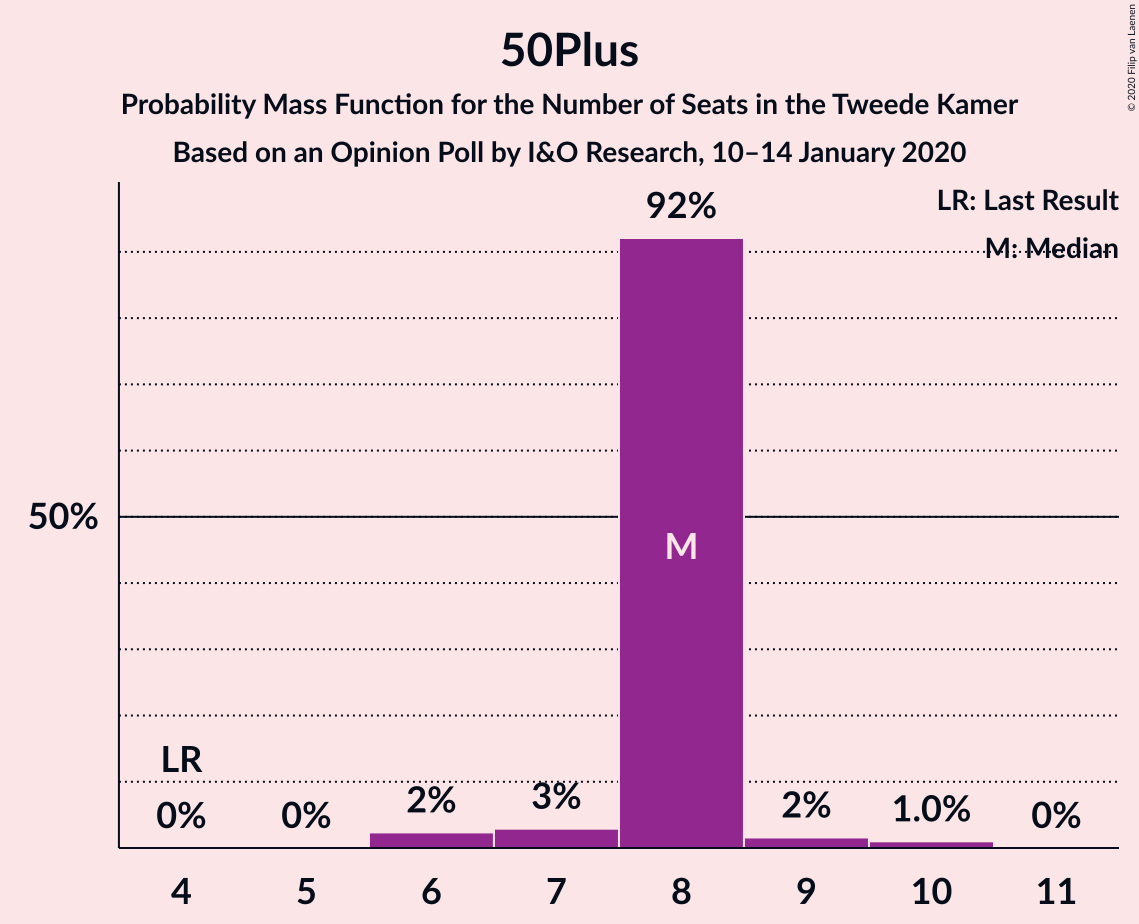 50Plus
Probability Mass Function for the Number of Seats in the Tweede Kamer
Based on an Opinion Poll by I&O Research, 10–14 January 2020
© 2020 Filip van Laenen
LR: Last Result
M: Median
92%
50%
M
LR
0%
0%
2%
3%
2%
1.0%
0%
4
5
6
7
8
9
10
11